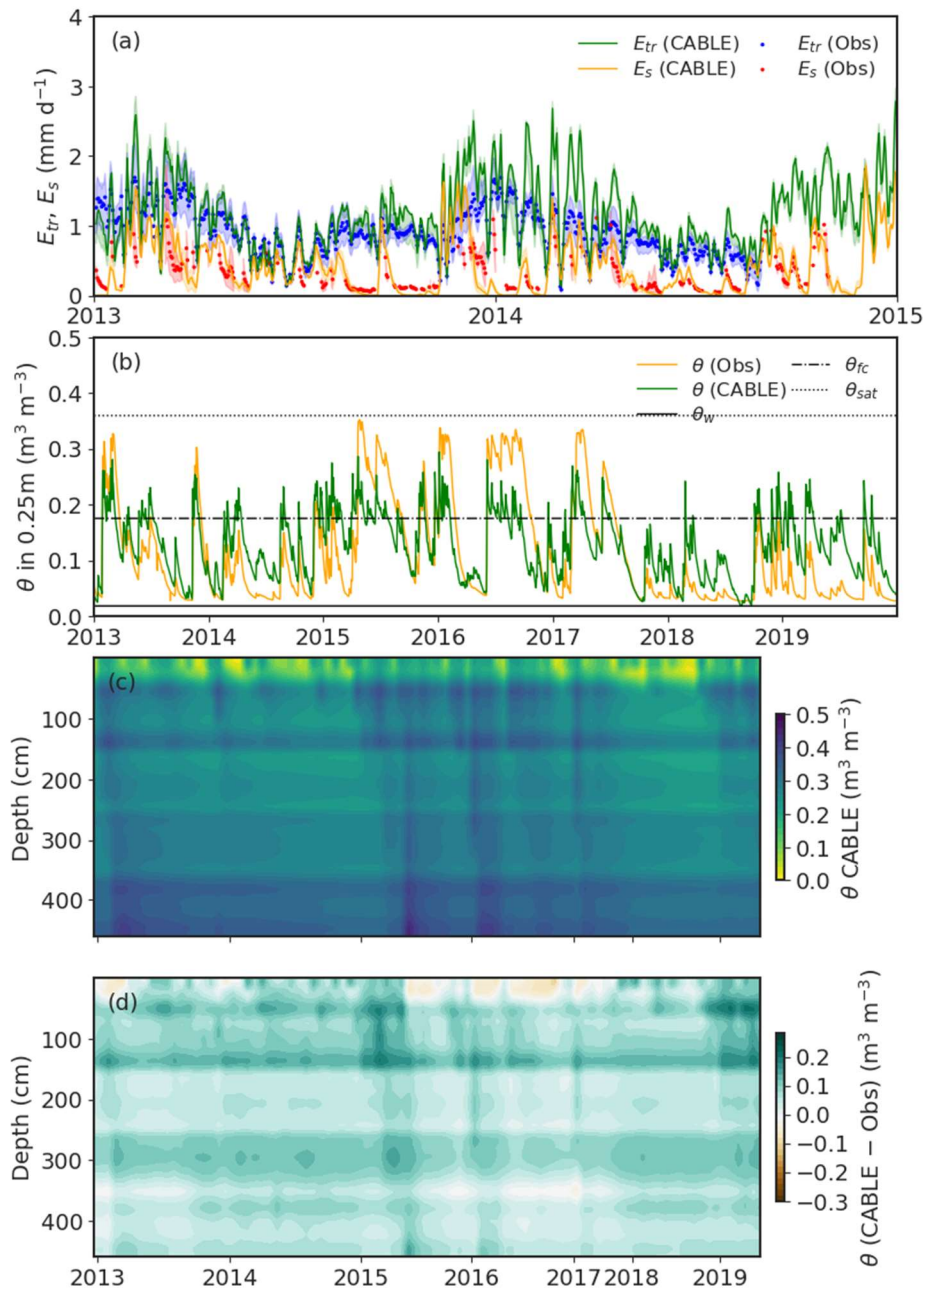 (a)
E_tr (CABLE)
E_s (CABLE)
E_tr (Obs)
E_s (Obs)
E_tr, E_s (mm d⁻¹)
4
3
2
1
0
2013
2014
2015
(b)
θ (Obs)
θ (CABLE)
θ_w
θ_fc
θ_sat
θ in 0.25m (m³ m⁻³)
0.5
0.4
0.3
0.2
0.1
0.0
2013
2014
2015
2016
2017
2018
2019
(c)
Depth (cm)
100
200
300
400
0.5
0.4
0.3
0.2
0.1
0.0
θ CABLE (m³ m⁻³)
(d)
Depth (cm)
100
200
300
400
2013
2014
2015
2016
2017
2018
2019
0.2
0.1
0.0
−0.1
−0.2
−0.3
θ (CABLE − Obs) (m³ m⁻³)